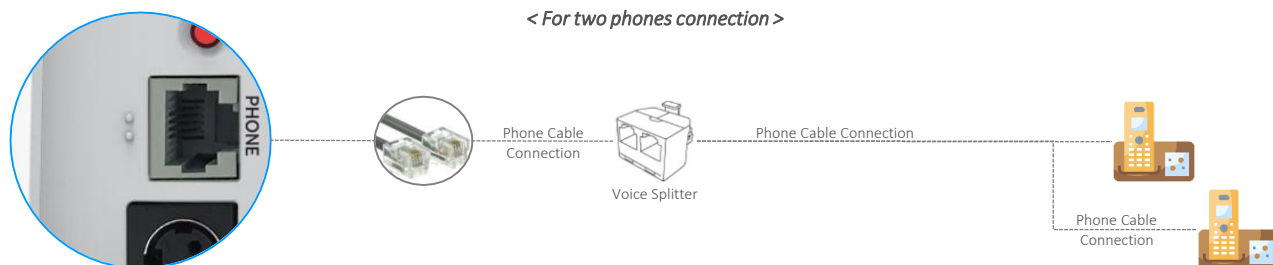 < For two phones connection >
PHONE
Phone Cable
Connection
Voice Splitter
Phone Cable Connection
Phone Cable
Connection